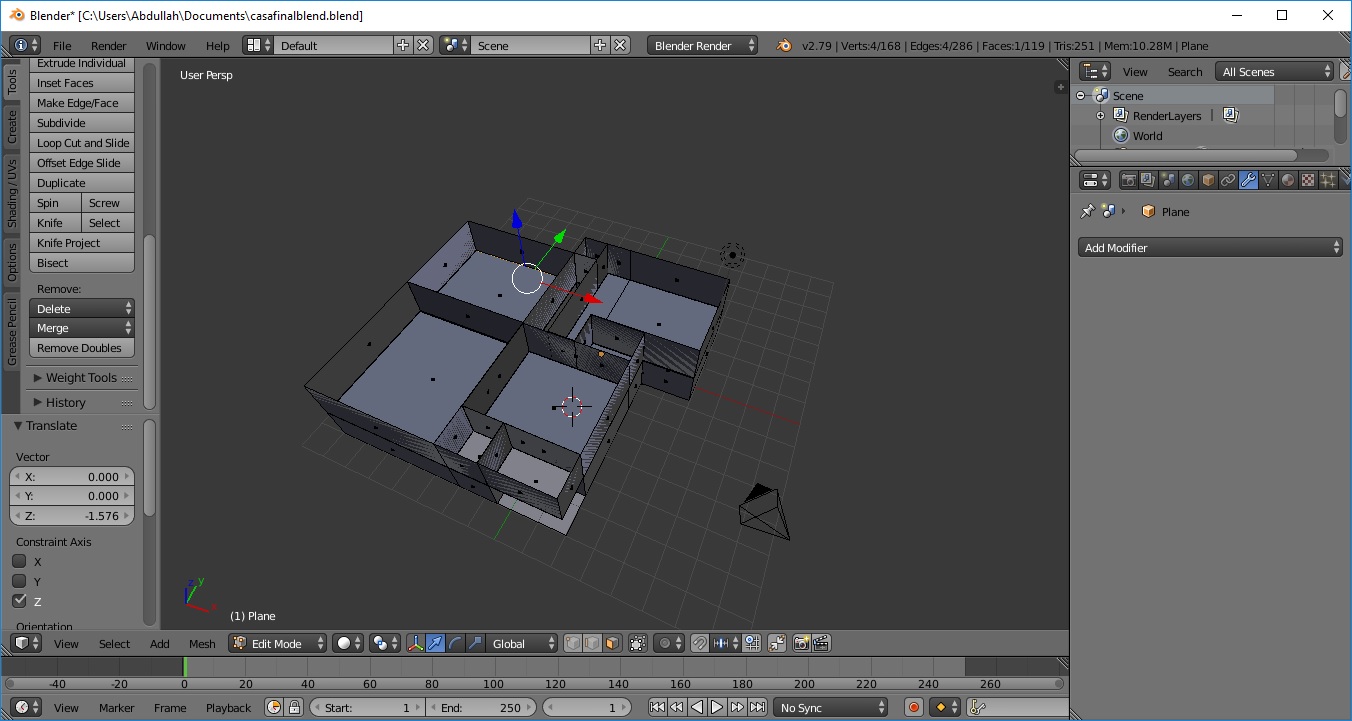 Blender* [C:\Users\Abdullah\Documents\casafinalblend.blend]
File Render Window Help Default Scene Blender Render v2.79 | Verts:4/168 | Edges:4/286 | Faces:1/119 | Tris:251 | Mem:10.28M | Plane
Tools
Create
Shading / UVs
Options
Grease Pencil
Extrude Individual
Inset Faces
Make Edge/Face
Subdivide
Loop Cut and Slide
Offset Edge Slide
Duplicate
Spin Screw
Knife Select
Knife Project
Bisect
Remove:
Delete
Merge
Remove Doubles
Weight Tools
History
Translate
Vector
X: 0.000
Y: 0.000
Z: -1.576
Constraint Axis
X
Y
Z
Orientation
User Persp
z y
x
(1) Plane
View Search All Scenes
Scene
RenderLayers |
World
Plane
Add Modifier
View Select Add Mesh Edit Mode Global
-40 -20 0 20 40 60 80 100 120 140 160 180 200 220 240 260
View Marker Frame Playback Start: 1 End: 250 1 No Sync